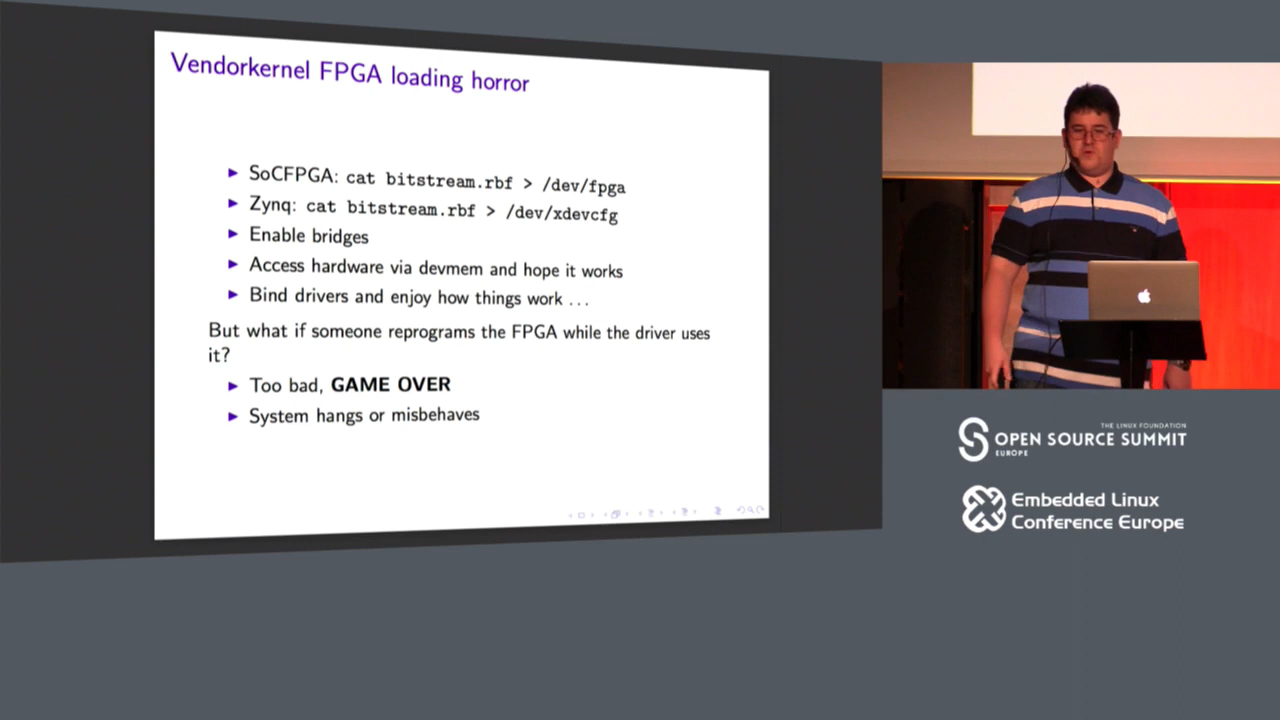 Vendorkernel FPGA loading horror
▶ SoCFPGA: cat bitstream.rbf > /dev/fpga
▶ Zynq: cat bitstream.rbf > /dev/xdevcfg
▶ Enable bridges
▶ Access hardware via devmem and hope it works
▶ Bind drivers and enjoy how things work ...
But what if someone reprograms the FPGA while the driver uses
it?
▶ Too bad, GAME OVER
▶ System hangs or misbehaves
THE LINUX FOUNDATION
OPEN SOURCE SUMMIT
EUROPE
Embedded Linux
Conference Europe